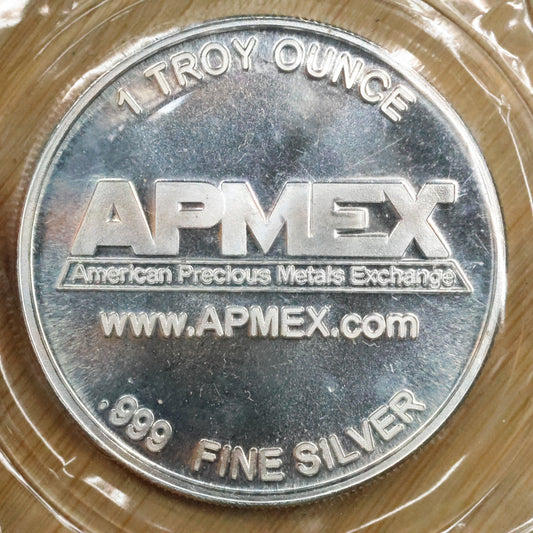 1 TROY OUNCE
APMEX
American Precious Metals Exchange
www.APMEX.com
.999 FINE SILVER